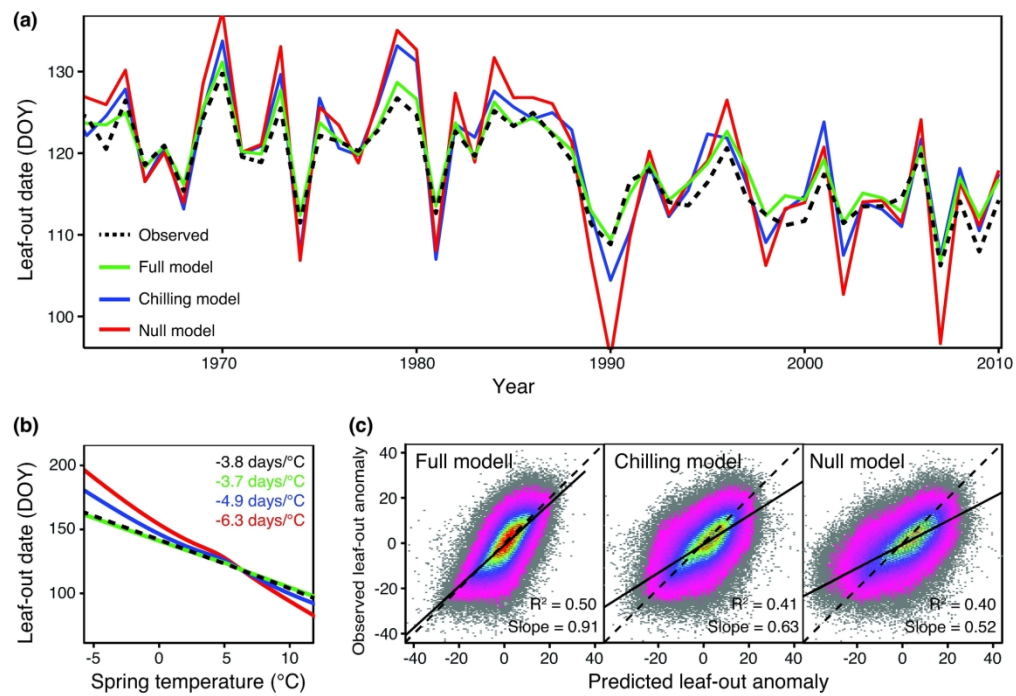 (a)
Leaf-out date (DOY)
130
120
110
100
Observed
Full model
Chilling model
Null model
1970
1980
1990
2000
2010
Year
(b)
Leaf-out date (DOY)
200
150
100
-3.8 days/°C
-3.7 days/°C
-4.9 days/°C
-6.3 days/°C
-5
0
5
10
Spring temperature (°C)
(c)
Observed leaf-out anomaly
40
20
0
-20
-40
Full modell
R² = 0.50
Slope = 0.91
Chilling model
R² = 0.41
Slope = 0.63
Null model
R² = 0.40
Slope = 0.52
-40 -20 0 20 40
-20 0 20 40
-20 0 20 40
Predicted leaf-out anomaly